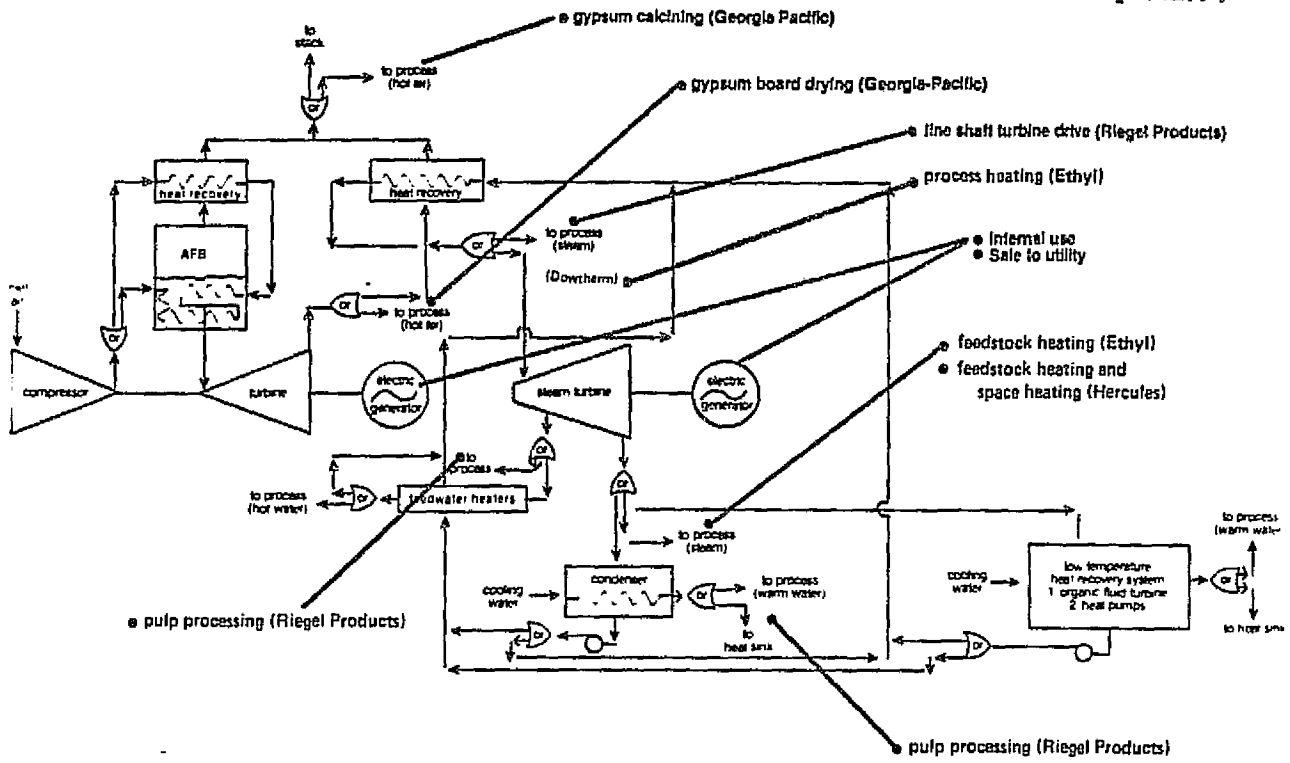 gypsum calcining (Georgia Pacific)
to
stack
to process
(hot air)
or
gypsum board drying (Georgia-Pacific)
line shaft turbine drive (Riegel Products)
process heating (Ethyl)
heat recovery
heat recovery
or
to process
(steam)
Internal use
Sale to utility
AFB
(Dowtherm)
or
to process
(hot air)
or
feedstock heating (Ethyl)
feedstock heating and
space heating (Hercules)
compressor
turbine
electric
generator
steam turbine
electric
generator
or
to
process
or
to process
(hot water)
or
feedwater heaters
to process
(steam)
to process
(warm water)
low temperature
heat recovery system
1 organic fluid turbine
2 heat pumps
cooling
water
or
to heat sink
condenser
cooling
water
or
to process
(warm water)
to
heat sink
pulp processing (Riegel Products)
or
or
pulp processing (Riegel Products)